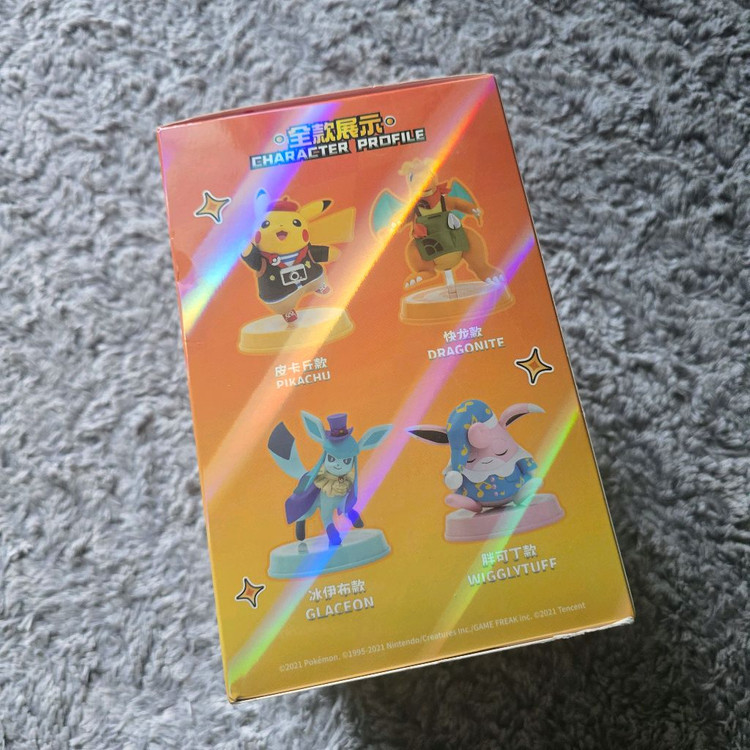 全款展示
CHARACTER PROFILE
皮卡丘款
PIKACHU
快龙款
DRAGONITE
冰伊布款
GLACEON
胖可丁款
WIGGLYTUFF
©2021 Pokémon. ©1995-2021 Nintendo/Creatures Inc./GAME FREAK inc. ©2021 Tencent